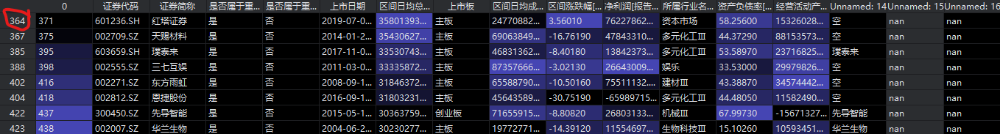 0 证券代码 证券简称 是否属于重... 是否属于重... 上市日期 区间日均总... 上市板 区间日均成... 区间涨跌幅[... 净利润[报告... 所属行业名... 资产负债率[... 经营活动产... Unnamed: 14 Unnamed: 15 Unnamed: 16
364 371 601236.SH 红塔证券 是 否 2019-07-0... 35801393... 主板 24770882... 3.56010 76227862... 资本市场 58.25600 15326028... 空 nan nan
367 375 002709.SZ 天赐材料 是 否 2014-01-2... 35430627... 主板 69063849... -16.76190 47843310... 多元化工Ⅲ 44.37290 88153573... 空 nan nan
385 395 603659.SH 璞泰来 是 否 2017-11-0... 33530743... 主板 46831362... -8.40180 13842373... 多元化工Ⅲ 53.58970 23716825... 璞泰来 nan nan
388 398 002555.SZ 三七互娱 是 否 2011-03-0... 33335872... 主板 87357666... -3.02130 26643009... 娱乐 33.53000 29979826... 空 nan nan
402 416 002271.SZ 东方雨虹 是 否 2008-09-1... 31846372... 主板 65588790... -10.50160 75511132... 建材Ⅲ 43.38870 34574442... 空 nan nan
404 418 002812.SZ 恩捷股份 是 否 2016-09-1... 31803231... 主板 45643589... -30.75190 -65989715... 多元化工Ⅲ 44.48050 11582490... 空 nan nan
422 437 300450.SZ 先导智能 是 否 2015-05-1... 30363759... 创业板 71655915... -8.80820 26803133... 机械Ⅲ 67.99730 -15671327... 先导智能 nan nan
423 438 002007.SZ 华兰生物 是 否 2004-06-2... 30230277... 主板 19772771... -14.39120 11554697... 生物科技Ⅲ 15.10260 10593451... 华兰生物 nan nan